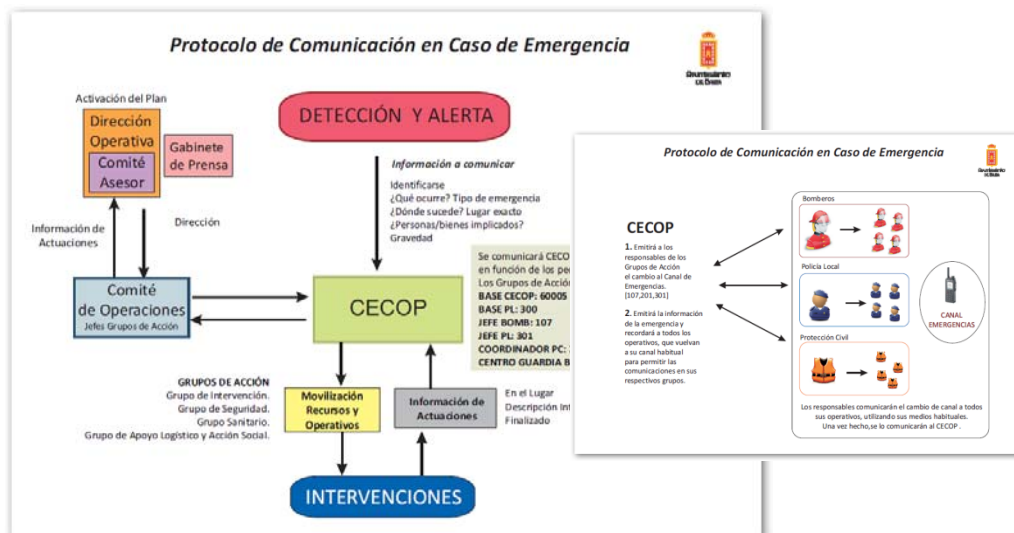 Protocolo de Comunicación en Caso de Emergencia
Activación del Plan
Dirección
Operativa
Comité
Asesor
Gabinete
de Prensa
DETECCIÓN Y ALERTA
Información a comunicar
Identificarse
¿Qué ocurre? Tipo de emergencia
¿Dónde sucede? Lugar exacto
¿Personas/bienes implicados?
Gravedad
Información de
Actuaciones
Dirección
Comité
de Operaciones
Jefes Grupos de Acción
CECOP
Se comunicará CECO
en función de los pe
Los Grupos de Acció
BASE CECOP: 60005
BASE PL: 300
JEFE BOMB: 107
JEFE PL: 301
COORDINADOR PC:
CENTRO GUARDIA B
GRUPOS DE ACCIÓN
Grupo de Intervención.
Grupo de Seguridad.
Grupo Sanitario.
Grupo de Apoyo Logístico y Acción Social.
Movilización
Recursos y
Operativos
Información de
Actuaciones
En el Lugar
Descripción Int
Finalizado
INTERVENCIONES
Protocolo de Comunicación en Caso de Emergencia
CECOP
1. Emitirá a los
responsables de los
Grupos de Acción
el cambio al Canal de
Emergencias.
[107,201,301]
2. Emitirá la información
de la emergencia y
recordará a todos los
operativos, que vuelvan
a su canal habitual
para permitir las
comunicaciones en sus
respectivos grupos.
Bomberos
Policía Local
Protección Civil
CANAL
EMERGENCIAS
Los responsables comunicarán el cambio de canal a todos
sus operativos, utilizando sus medios habituales.
Una vez hecho,se lo comunicarán al CECOP .